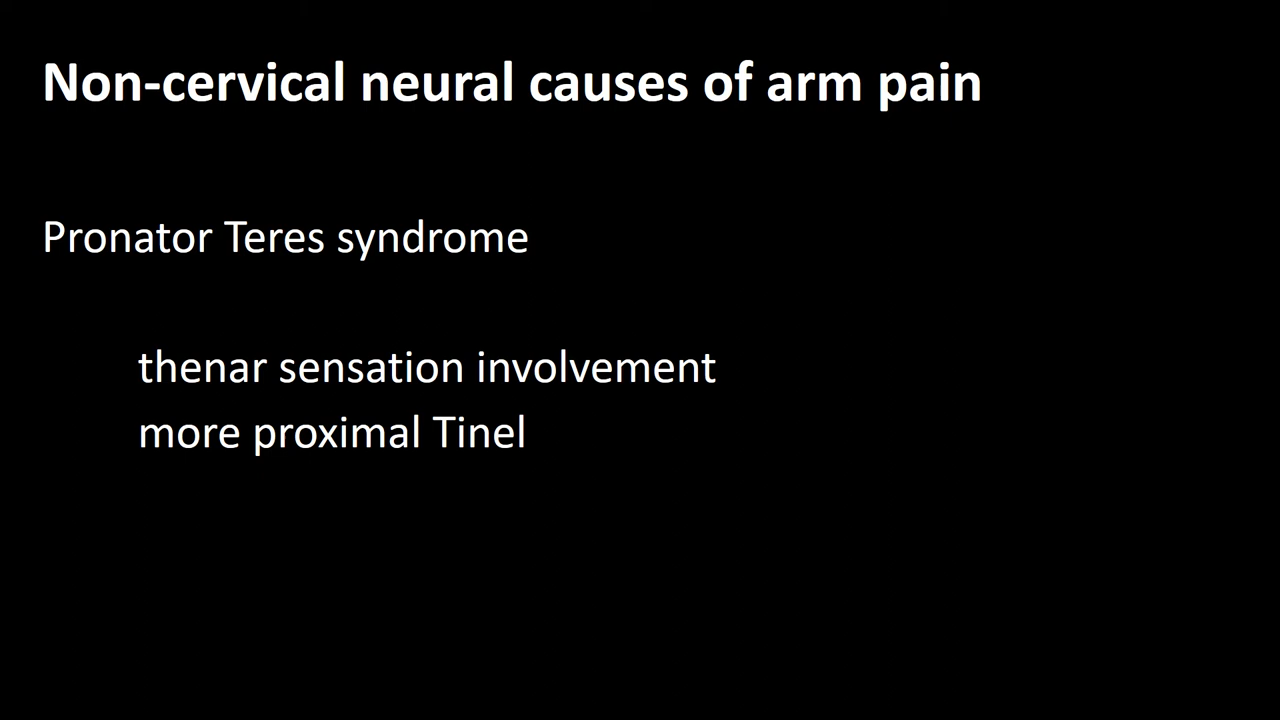 Non-cervical neural causes of arm pain
Pronator Teres syndrome
thenar sensation involvement
more proximal Tinel